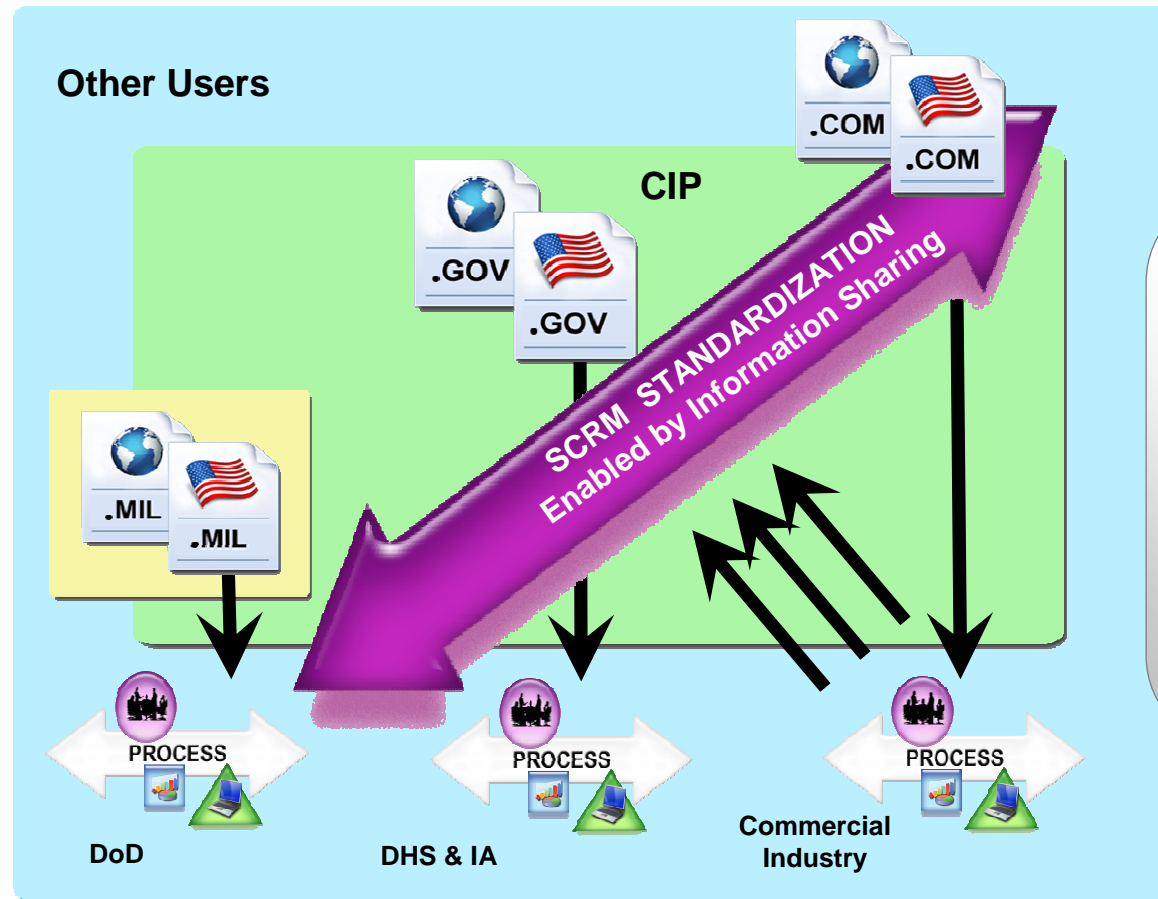 Other Users
.COM
.COM
CIP
.GOV
.GOV
SCRM STANDARDIZATION
Enabled by Information Sharing
.MIL
.MIL
PROCESS
PROCESS
PROCESS
DoD
DHS & IA
Commercial
Industry